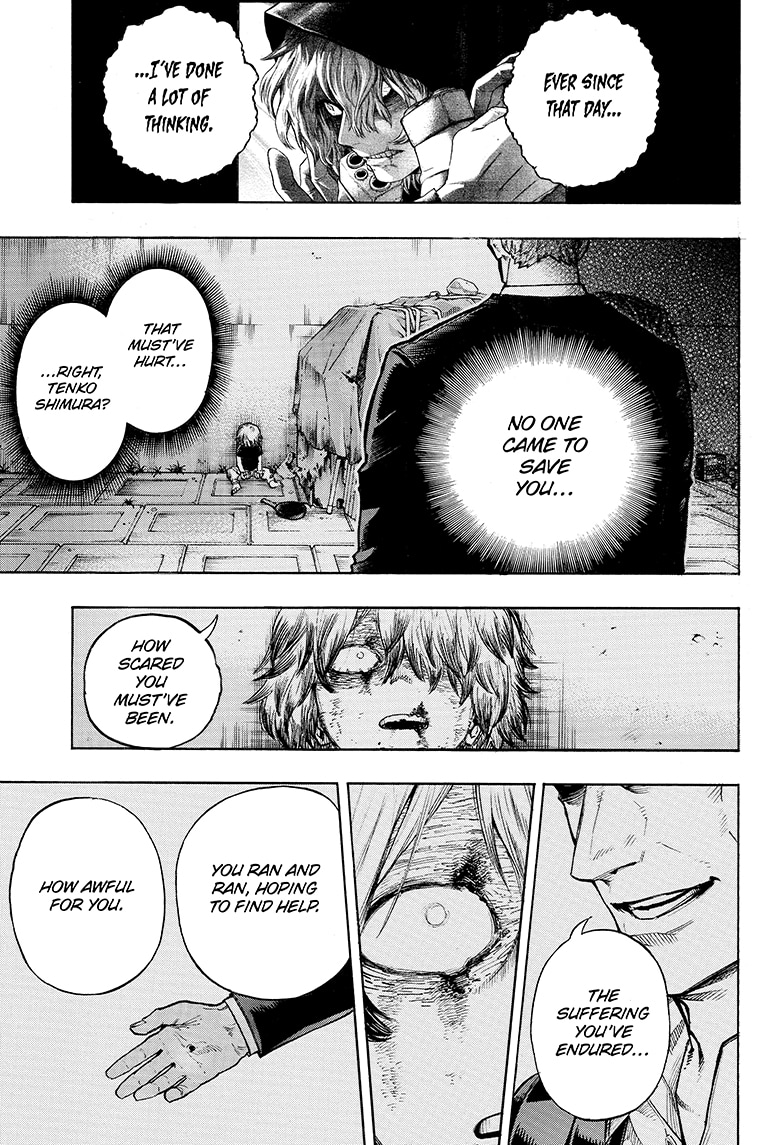 EVER SINCE
THAT DAY...
...I'VE DONE
A LOT OF
THINKING.
NO ONE
CAME TO
SAVE
YOU...
THAT
MUST'VE
HURT...
...RIGHT,
TENKO
SHIMURA?
HOW
SCARED
YOU
MUST'VE
BEEN.
THE
SUFFERING
YOU'VE
ENDURED...
YOU RAN AND
RAN, HOPING
TO FIND HELP.
HOW AWFUL
FOR YOU.